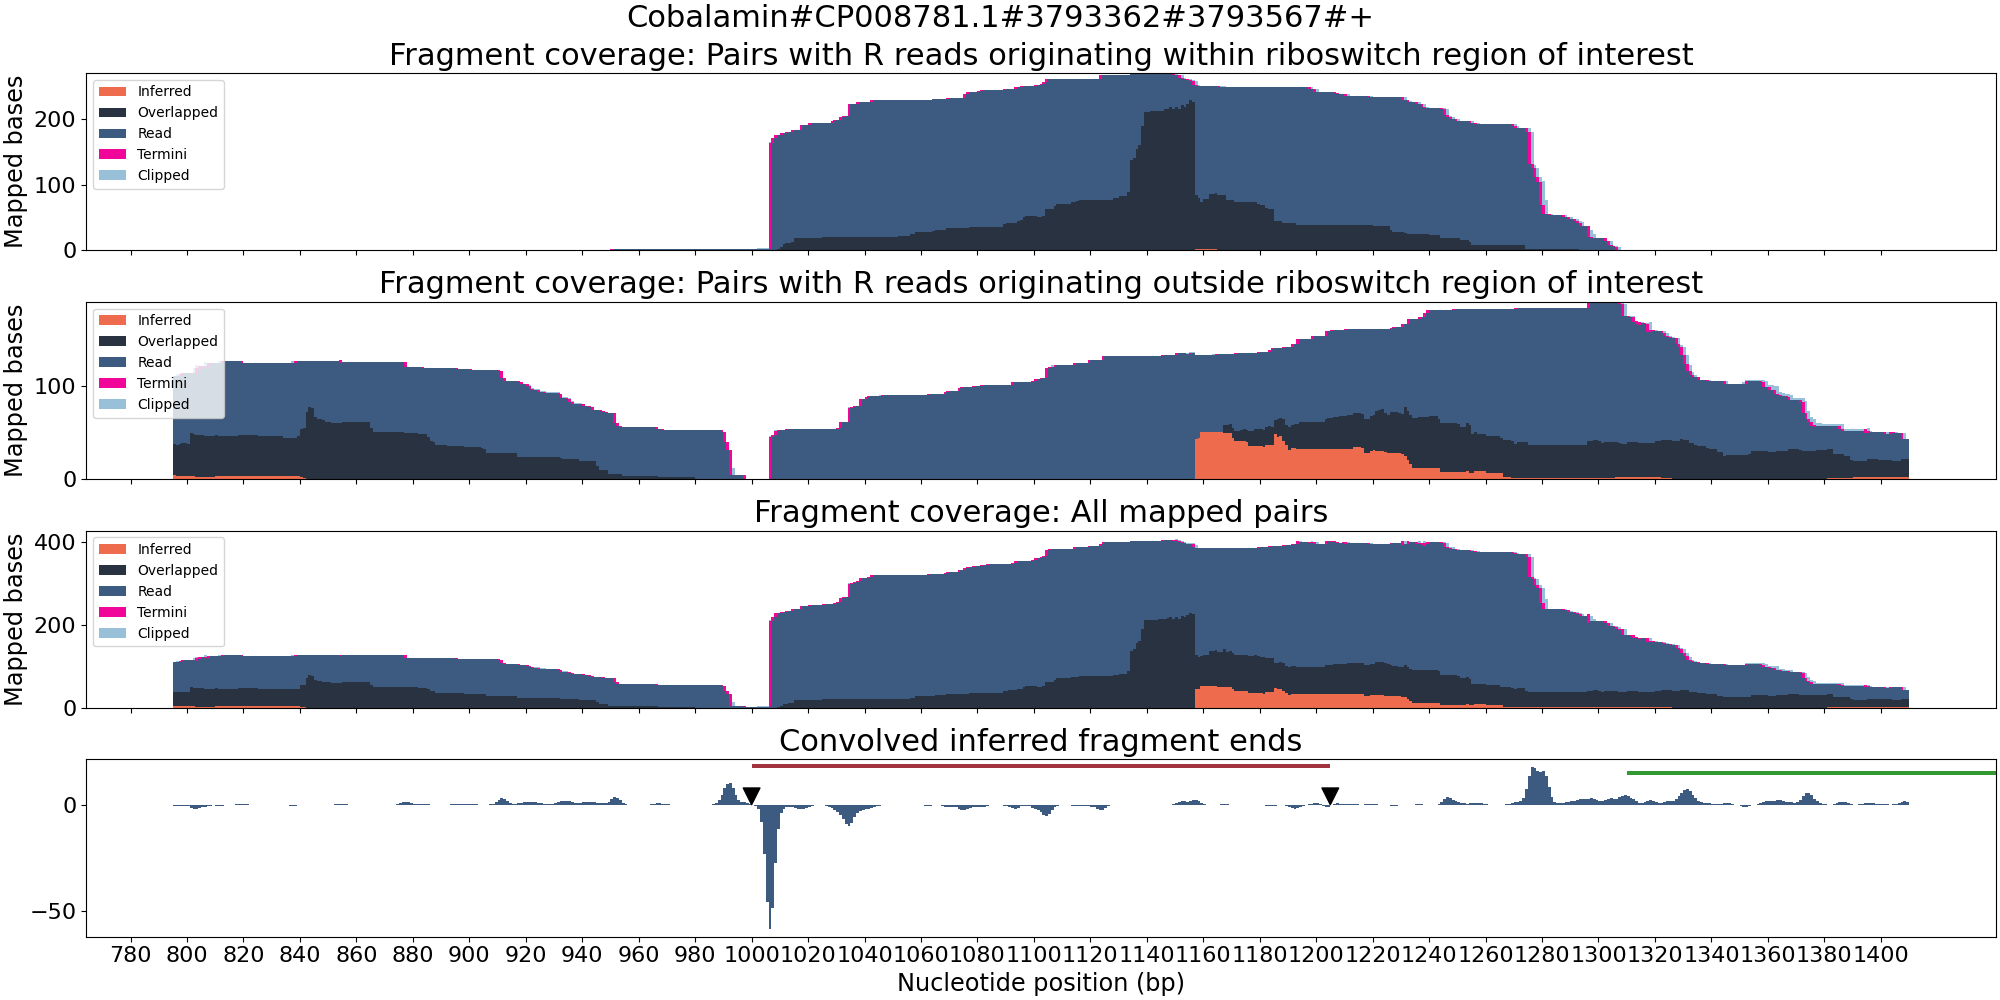 Cobalamin#CP008781.1#3793362#3793567#+
Fragment coverage: Pairs with R reads originating within riboswitch region of interest
Mapped bases
200
100
0
Inferred
Overlapped
Read
Termini
Clipped
Fragment coverage: Pairs with R reads originating outside riboswitch region of interest
Mapped bases
100
0
Inferred
Overlapped
Read
Termini
Clipped
Fragment coverage: All mapped pairs
Mapped bases
400
200
0
Inferred
Overlapped
Read
Termini
Clipped
Convolved inferred fragment ends
0
−50
780 800 820 840 860 880 900 920 940 960 980 1000 1020 1040 1060 1080 1100 1120 1140 1160 1180 1200 1220 1240 1260 1280 1300 1320 1340 1360 1380 1400
Nucleotide position (bp)